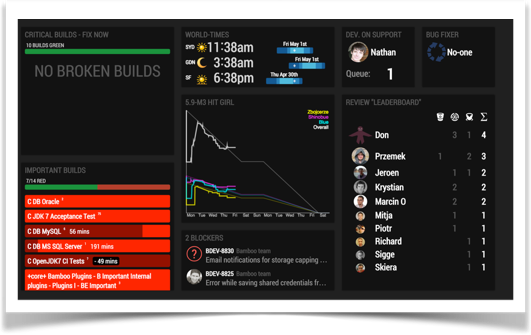 CRITICAL BUILDS - FIX NOW
10 BUILDS GREEN
NO BROKEN BUILDS
IMPORTANT BUILDS
7/14 RED
C DB Oracle
C JDK 7 Acceptance Test
C DB MySQL 56 mins
C DB MS SQL Server 191 mins
C OpenJDK7 CI Tests - 49 mins
+core+ Bamboo Plugins - B Important Internal
plugins - Plugins I - BE Important
WORLD-TIMES
SYD 11:38am Fri May 1st
GDN 3:38am Fri May 1st
SF 6:38pm Thu Apr 30th
5.9-M3 HIT GIRL
Zbojcerze
Shinobus
Blue
Overall
Mon Tue Wed Thu Fri Sat Mon Tue Wed Thu Fri Sat
2 BLOCKERS
BDEV-8830 Bamboo team
Email notifications for storage capping ...
BDEV-8825 Bamboo team
Error while saving shared credentials fr...
DEV. ON SUPPORT
Nathan
Queue: 1
BUG FIXER
No-one
REVIEW "LEADERBOARD"
Σ
Don 3 1 4
Przemek 1 2 3
Jeroen 1 1 2
Krystian 2 2
Marcin O 2 2
Mitja 1 1
Piotr 1 1
Richard 1 1
Sigge 1 1
Skiera 1 1